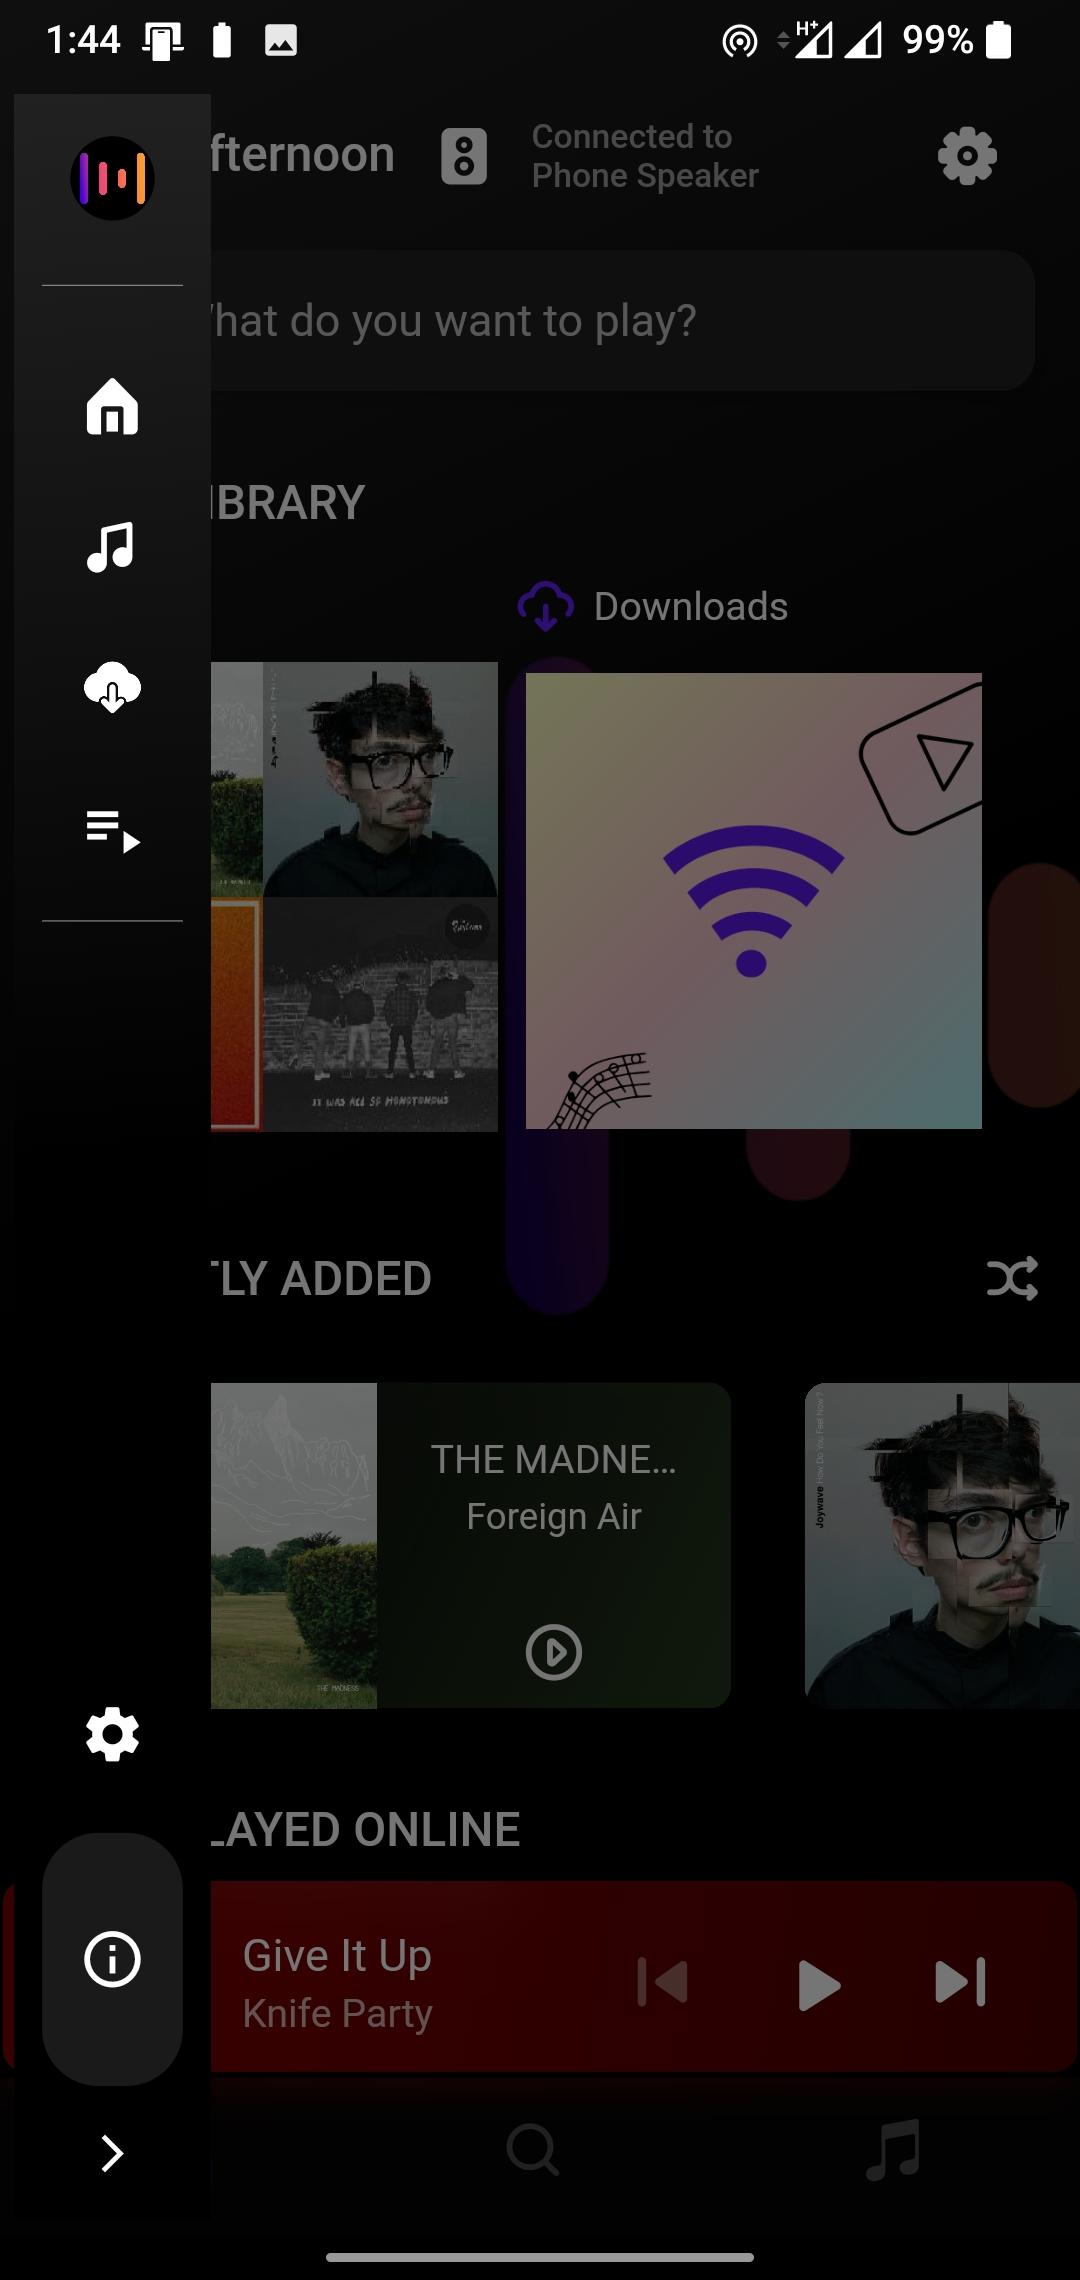 1:44
H+
99%
fternoon
Connected to
Phone Speaker
hat do you want to play?
IBRARY
Downloads
IT WAS ALL SO MONOTONOUS
TLY ADDED
THE MADNE...
Foreign Air
THE MADNESS
Joywave How Do You Feel Now?
LAYED ONLINE
Give It Up
Knife Party